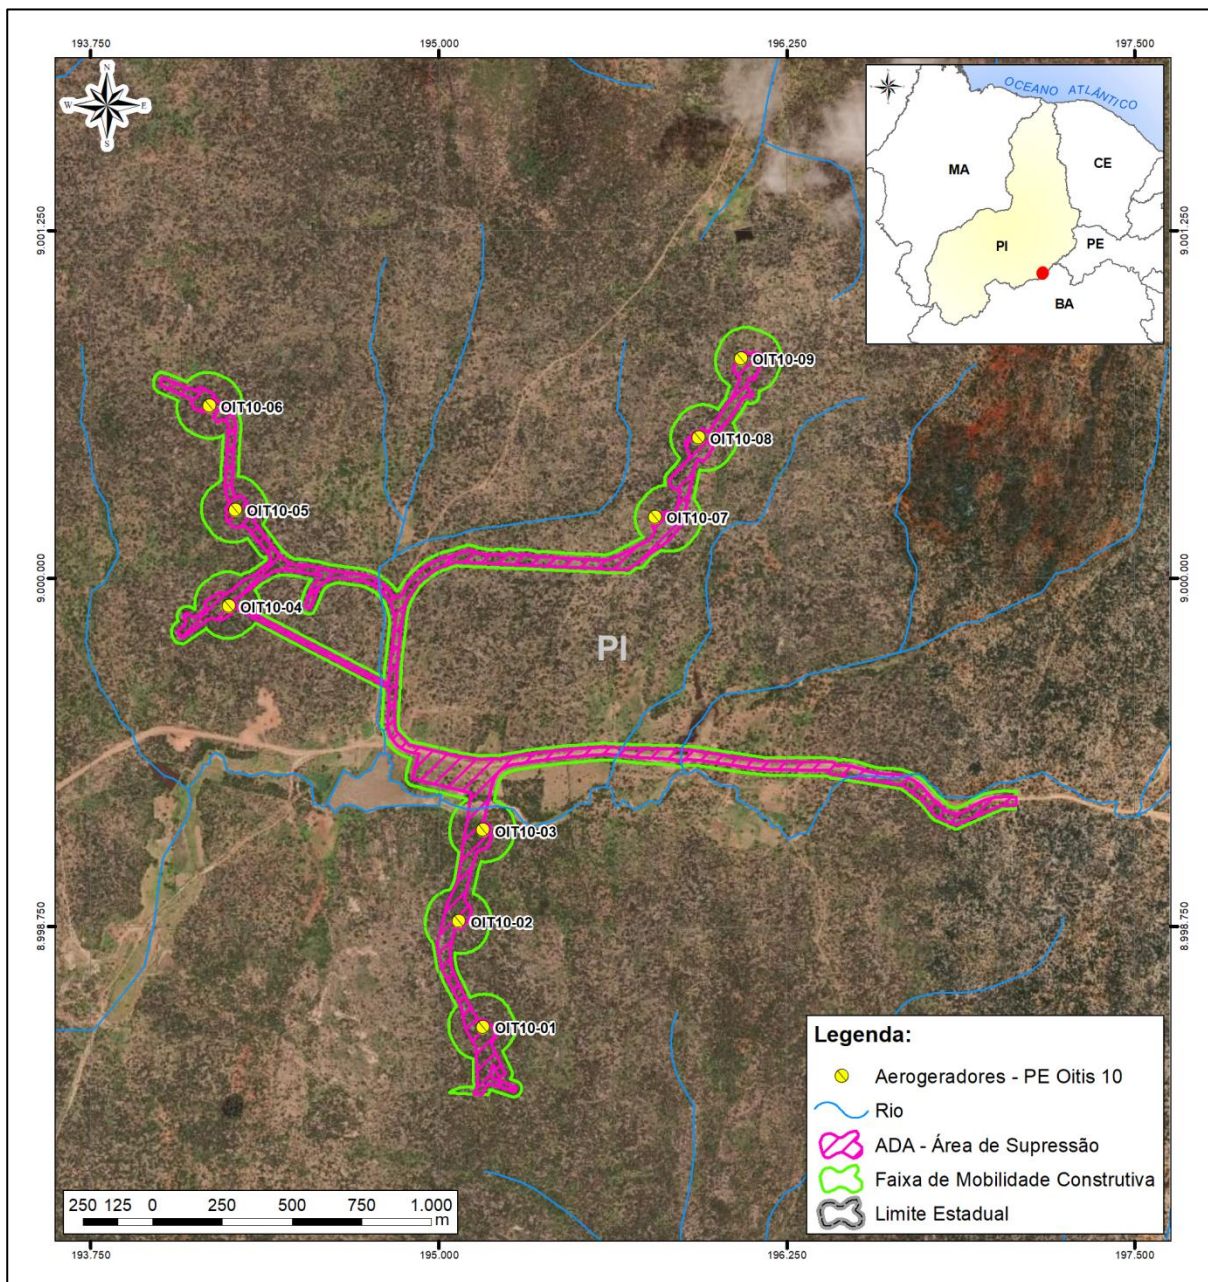 193.750 195.000 196.250 197.500
N
W E
S
OCEANO ATLÂNTICO
MA
CE
PI
PE
BA
9.001.250 9.001.250
OIT10-09
OIT10-06
OIT10-08
OIT10-05
OIT10-07
9.000.000 9.000.000
OIT10-04
PI
OIT10-03
OIT10-02
8.998.750 8.998.750
OIT10-01
Legenda:
Aerogeradores - PE Oitis 10
Rio
ADA - Área de Supressão
Faixa de Mobilidade Construtiva
Limite Estadual
250 125 0 250 500 750 1.000
m
193.750 195.000 196.250 197.500